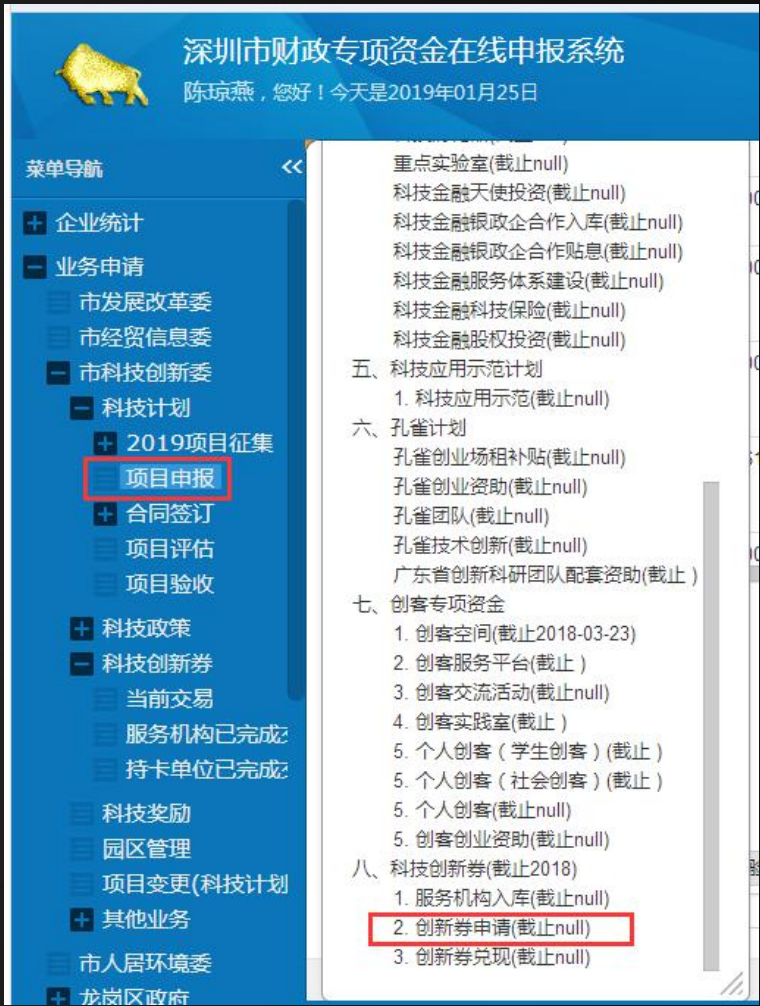 深圳市财政专项资金在线申报系统
陈琼燕，您好！今天是2019年01月25日
菜单导航
企业统计
业务申请
市发展改革委
市经贸信息委
市科技创新委
科技计划
2019项目征集
项目申报
合同签订
项目评估
项目验收
科技政策
科技创新券
当前交易
服务机构已完成
持卡单位已完成
科技奖励
园区管理
项目变更(科技计划
其他业务
市人居环境委
龙岗区政府
重点实验室(截止null)
科技金融天使投资(截止null)
科技金融银政企合作入库(截止null)
科技金融银政企合作贴息(截止null)
科技金融服务体系建设(截止null)
科技金融科技保险(截止null)
科技金融股权投资(截止null)
五、科技应用示范计划
1. 科技应用示范(截止null)
六、孔雀计划
孔雀创业场租补贴(截止null)
孔雀创业资助(截止null)
孔雀团队(截止null)
孔雀技术创新(截止null)
广东省创新科研团队配套资助(截止 )
七、创客专项资金
1. 创客空间(截止2018-03-23)
2. 创客服务平台(截止 )
3. 创客交流活动(截止null)
4. 创客实践室(截止 )
5. 个人创客（学生创客）(截止 )
5. 个人创客（社会创客）(截止 )
5. 个人创客(截止null)
5. 创客创业资助(截止null)
八、科技创新券(截止2018)
1. 服务机构入库(截止null)
2. 创新券申请(截止null)
3. 创新券兑现(截止null)